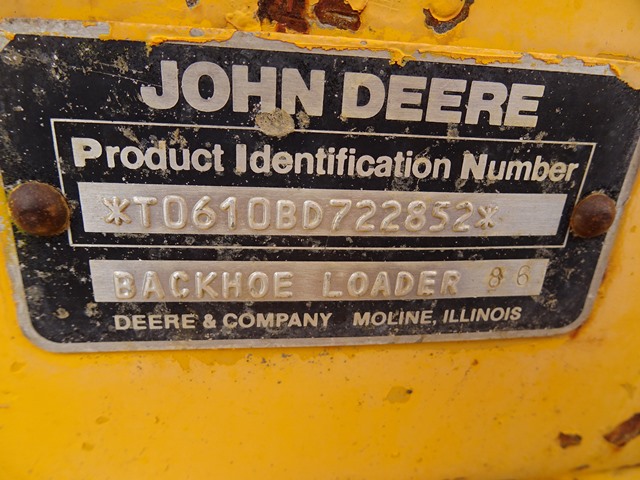 JOHN DEERE
Product Identification Number
*T0610BD722852*
BACKHOE LOADER 86
DEERE & COMPANY MOLINE, ILLINOIS